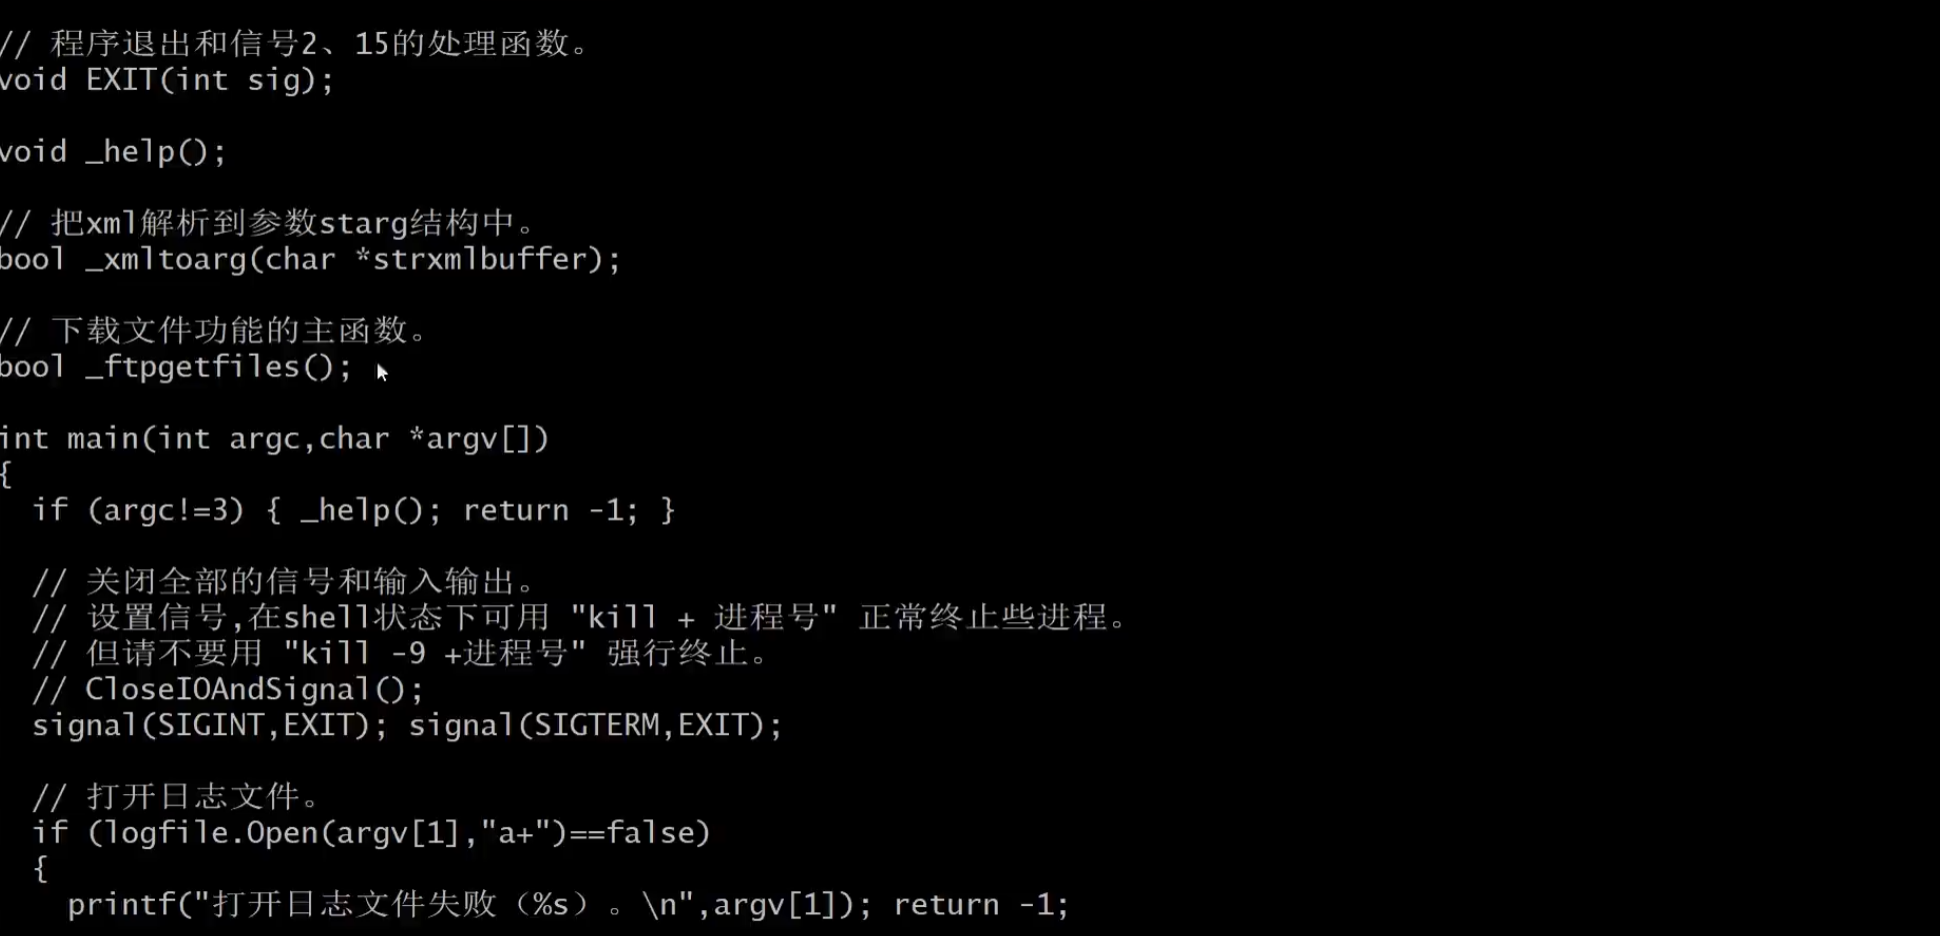 // 程序退出和信号2、15的处理函数。
void EXIT(int sig);
void _help();
// 把xml解析到参数starg结构中。
bool _xmltoarg(char *strxmlbuffer);
// 下载文件功能的主函数。
bool _ftpgetfiles();
int main(int argc,char *argv[])
{
if (argc!=3) { _help(); return -1; }
// 关闭全部的信号和输入输出。
// 设置信号,在shell状态下可用 "kill + 进程号" 正常终止些进程。
// 但请不要用 "kill -9 +进程号" 强行终止。
// CloseIOAndSignal();
signal(SIGINT,EXIT); signal(SIGTERM,EXIT);
// 打开日志文件。
if (logfile.Open(argv[1],"a+")==false)
{
printf("打开日志文件失败（%s）。\n",argv[1]); return -1;